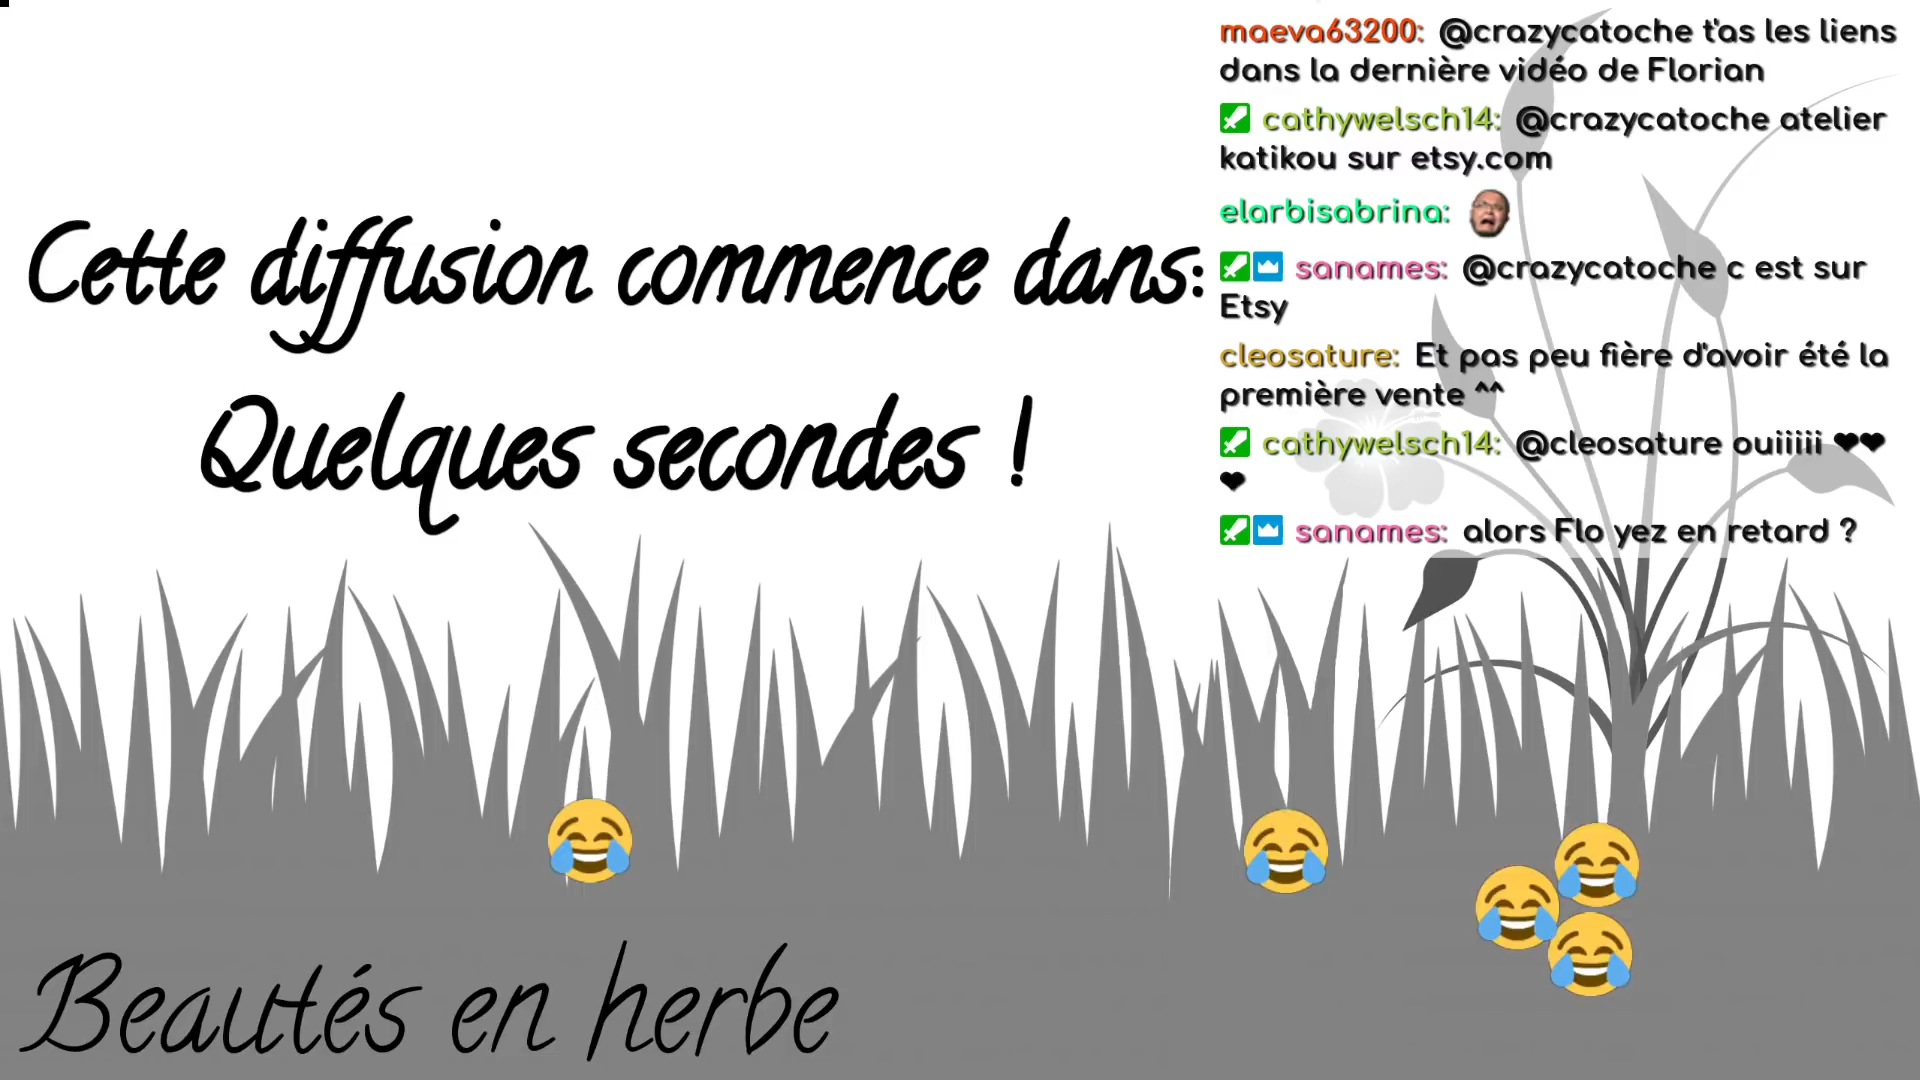 Cette diffusion commence dans:
Quelques secondes !
maeva63200: @crazycatoche t'as les liens
dans la dernière vidéo de Florian
cathywelsch14: @crazycatoche atelier
katikou sur etsy.com
elarbisabrina:
sanames: @crazycatoche c est sur
Etsy
cleosature: Et pas peu fière d'avoir été la
première vente ^^
cathywelsch14: @cleosature ouiiiii ❤❤
❤
sanames: alors Flo yez en retard ?
Beautés en herbe